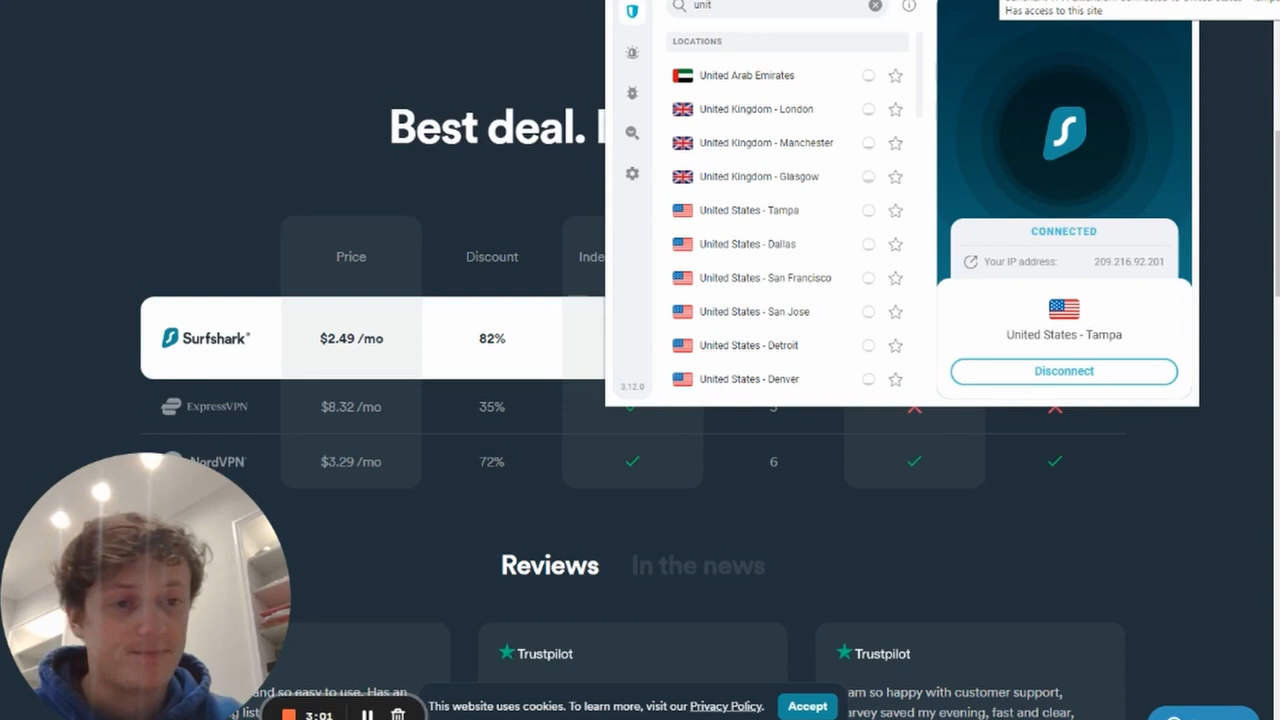 unit
Has access to this site
LOCATIONS
United Arab Emirates
United Kingdom - London
United Kingdom - Manchester
United Kingdom - Glasgow
United States - Tampa
United States - Dallas
United States - San Francisco
United States - San Jose
United States - Detroit
United States - Denver
3.12.0
CONNECTED
Your IP address: 209.216.92.201
United States - Tampa
Disconnect
Best deal.
Price Discount Inde
Surfshark $2.49 /mo 82%
ExpressVPN $8.32 /mo 35% 5
NordVPN $3.29 /mo 72% 6
Reviews In the news
Trustpilot
Trustpilot
and so easy to use. Has an
am so happy with customer support,
arvey saved my evening, fast and clear,
This website uses cookies. To learn more, visit our Privacy Policy.
Accept
3:01